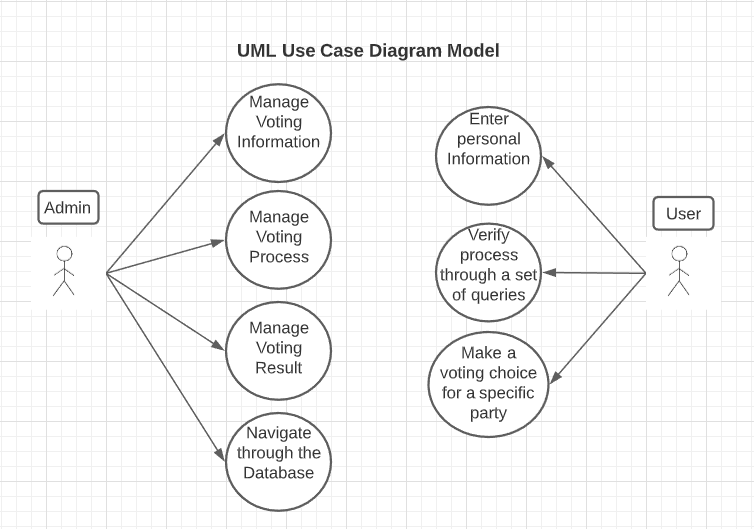 UML Use Case Diagram Model
Manage
Voting
Information
Enter
personal
Information
Admin
Manage
Voting
Process
User
Verify
process
through a set
of queries
Manage
Voting
Result
Make a
voting choice
for a specific
party
Navigate
through the
Database